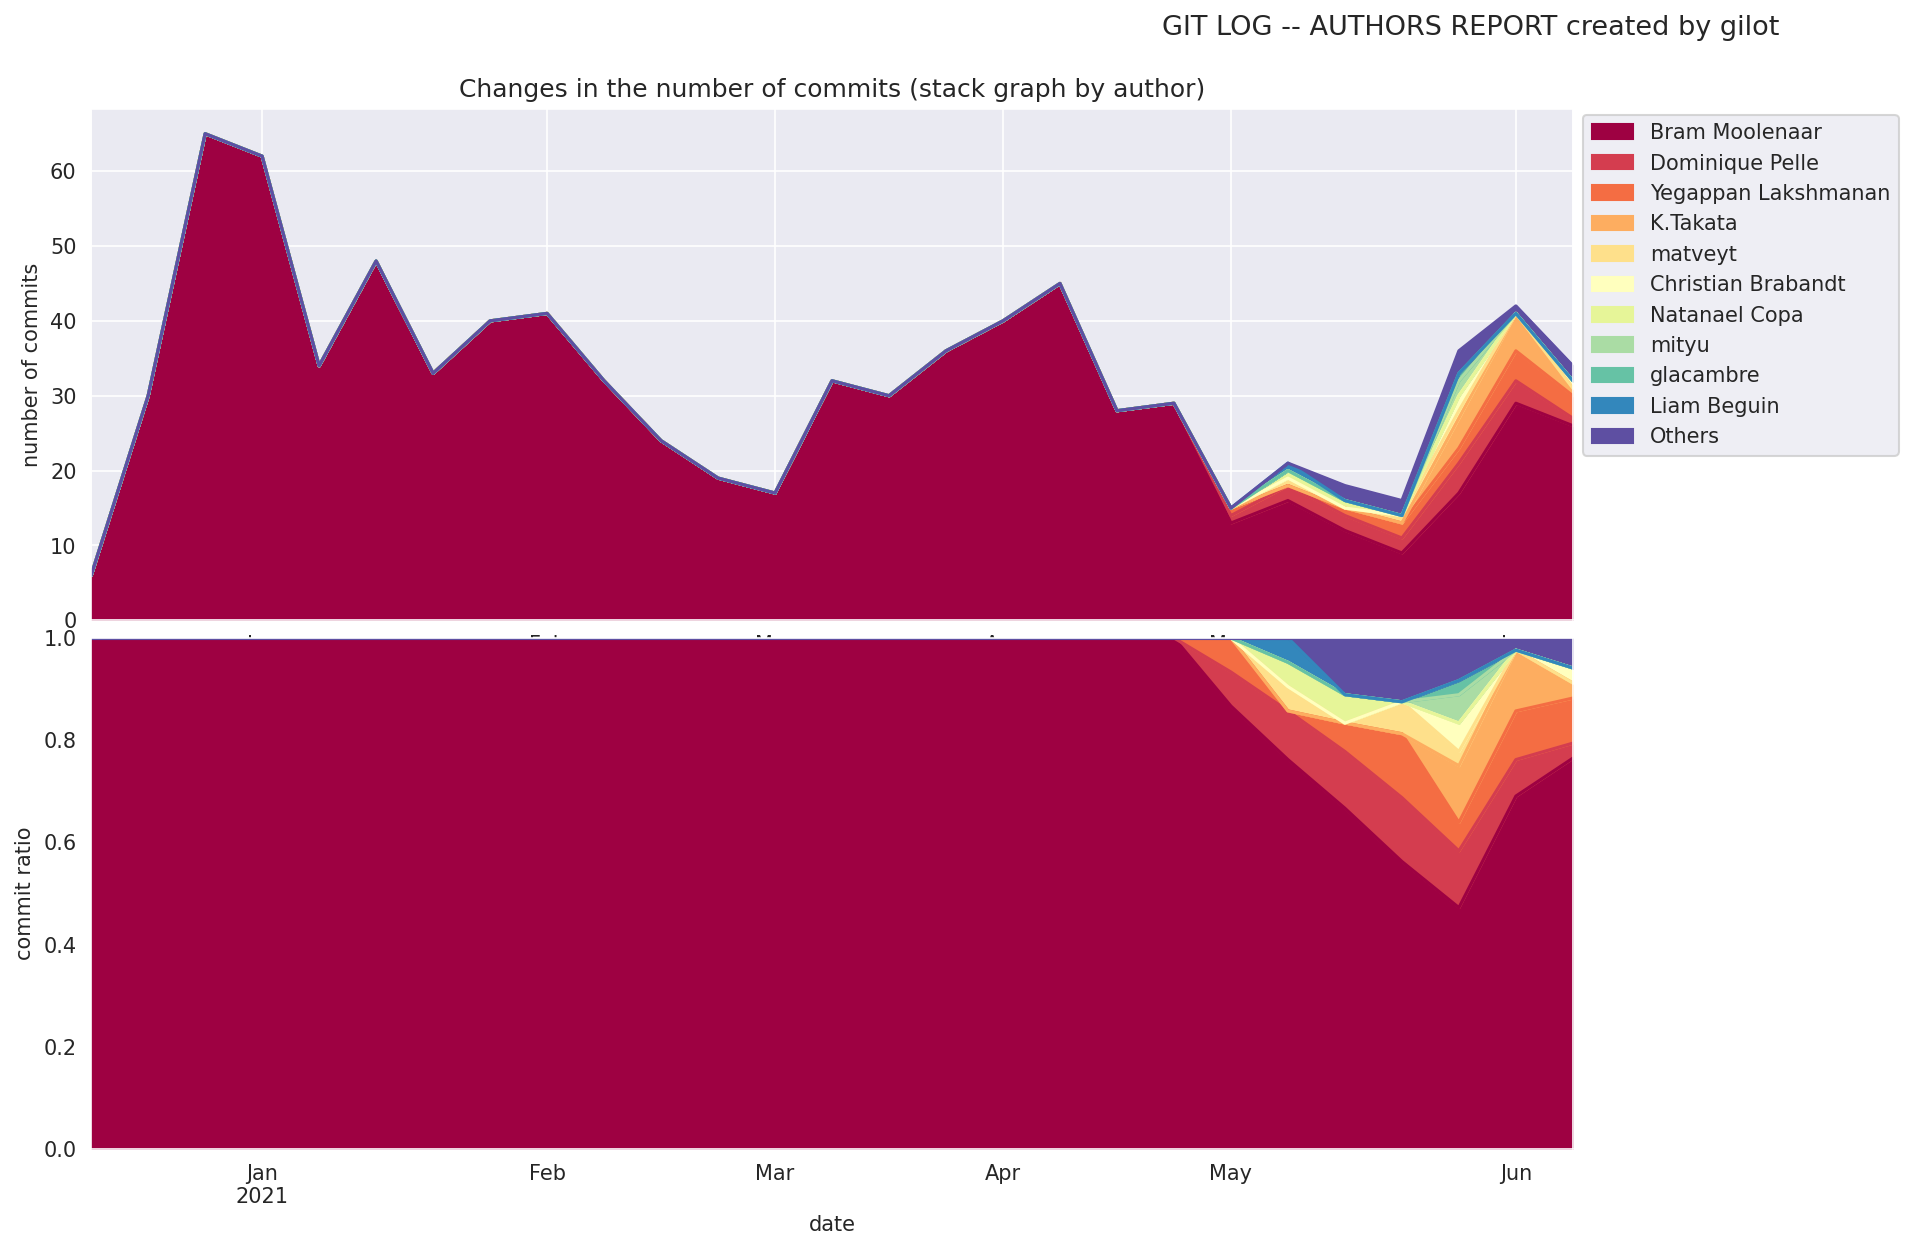 GIT LOG -- AUTHORS REPORT created by gilot
Changes in the number of commits (stack graph by author)
number of commits
60
50
40
30
20
10
0
Bram Moolenaar
Dominique Pelle
Yegappan Lakshmanan
K.Takata
matveyt
Christian Brabandt
Natanael Copa
mityu
glacambre
Liam Beguin
Others
commit ratio
1.0
0.8
0.6
0.4
0.2
0.0
Jan Feb Mar Apr May Jun
2021
date